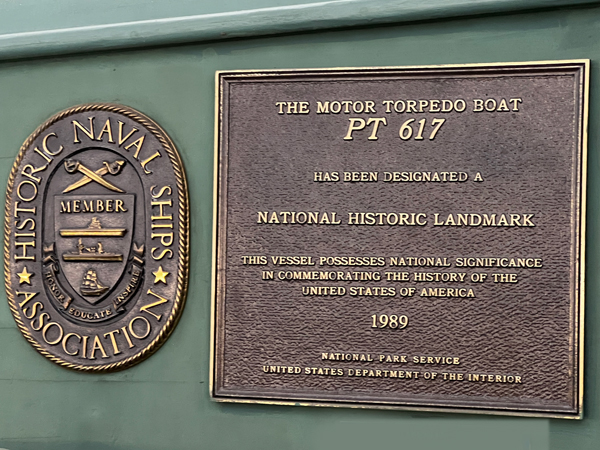 HISTORIC NAVAL SHIPS
ASSOCIATION
MEMBER
HONOR EDUCATE INSPIRE
THE MOTOR TORPEDO BOAT
PT 617
HAS BEEN DESIGNATED A
NATIONAL HISTORIC LANDMARK
THIS VESSEL POSSESSES NATIONAL SIGNIFICANCE
IN COMMEMORATING THE HISTORY OF THE
UNITED STATES OF AMERICA
1989
NATIONAL PARK SERVICE
UNITED STATES DEPARTMENT OF THE INTERIOR